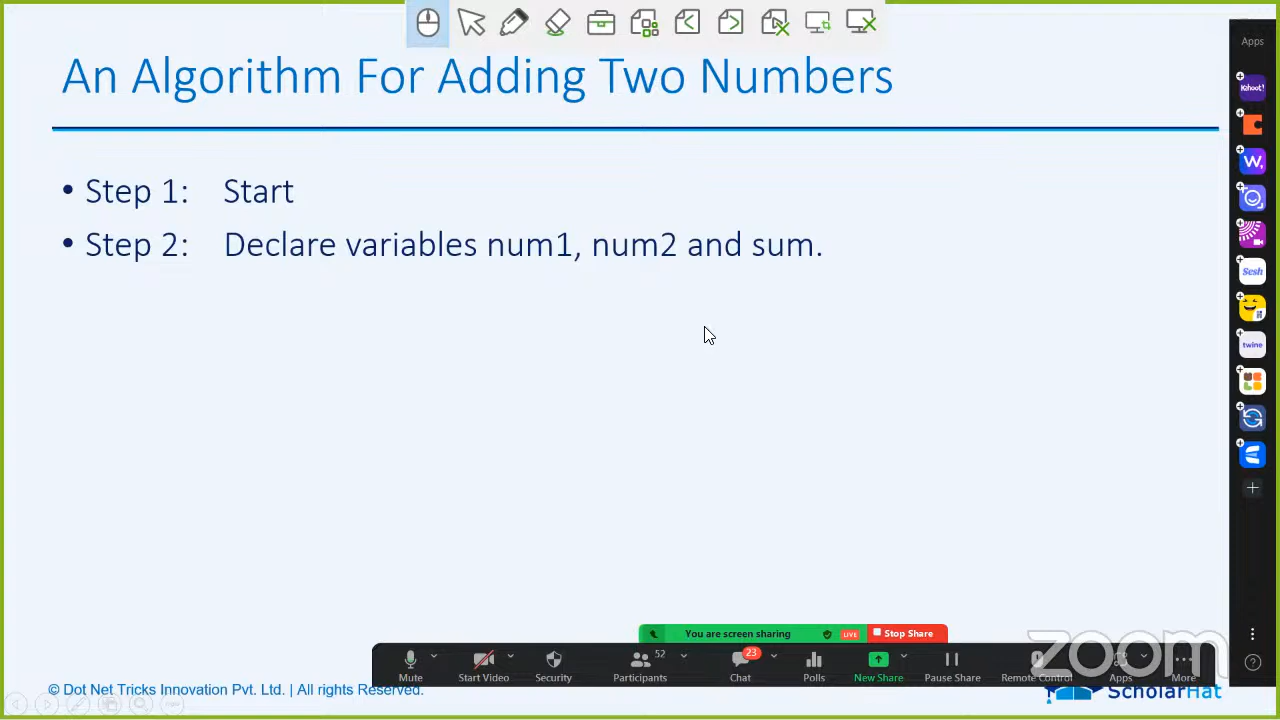 Apps
An Algorithm For Adding Two Numbers
Kahoot!
• Step 1: Start
• Step 2: Declare variables num1, num2 and sum.
Sesh
twine
You are screen sharing LIVE Stop Share
zoom
52 23
Mute Start Video Security Participants Chat Polls New Share Pause Share Remote Control Apps More
© Dot Net Tricks Innovation Pvt. Ltd. | All rights Reserved.
ScholarHat